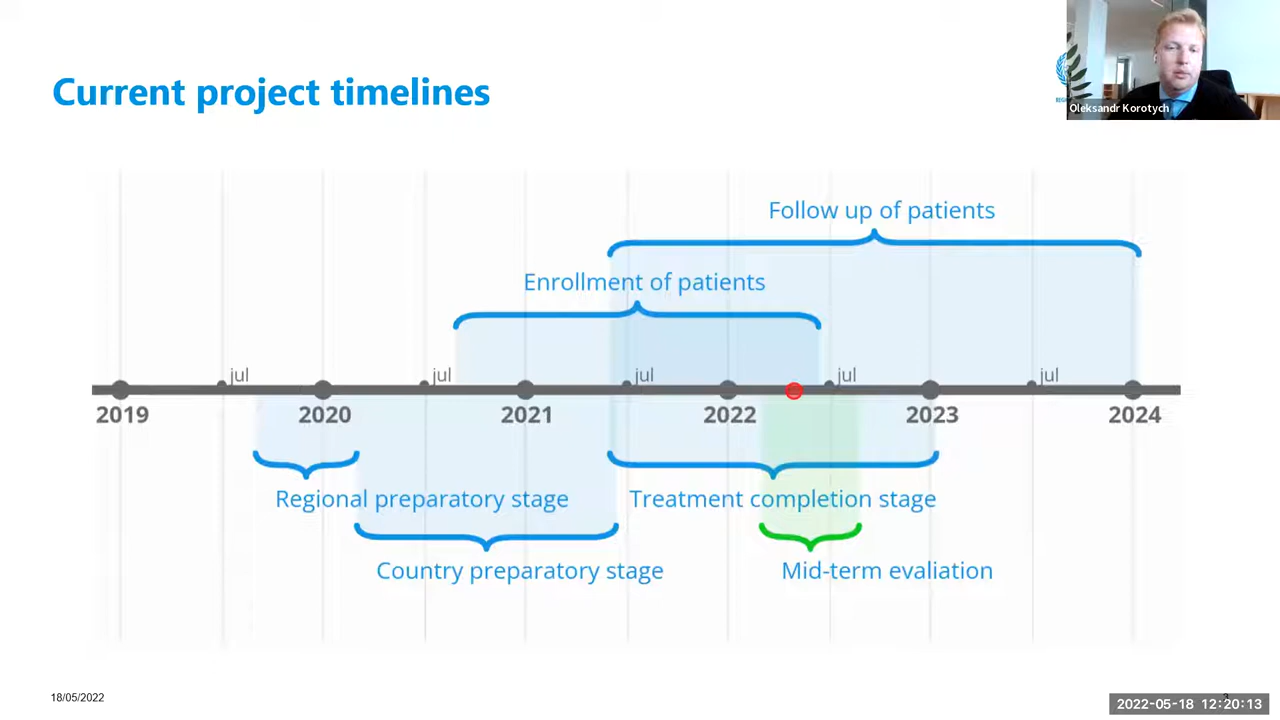 Current project timelines
Oleksandr Korotych
Follow up of patients
Enrollment of patients
jul jul jul jul jul
2019 2020 2021 2022 2023 2024
Regional preparatory stage
Treatment completion stage
Country preparatory stage
Mid-term evaliation
18/05/2022
3
2022-05-18 12:20:13